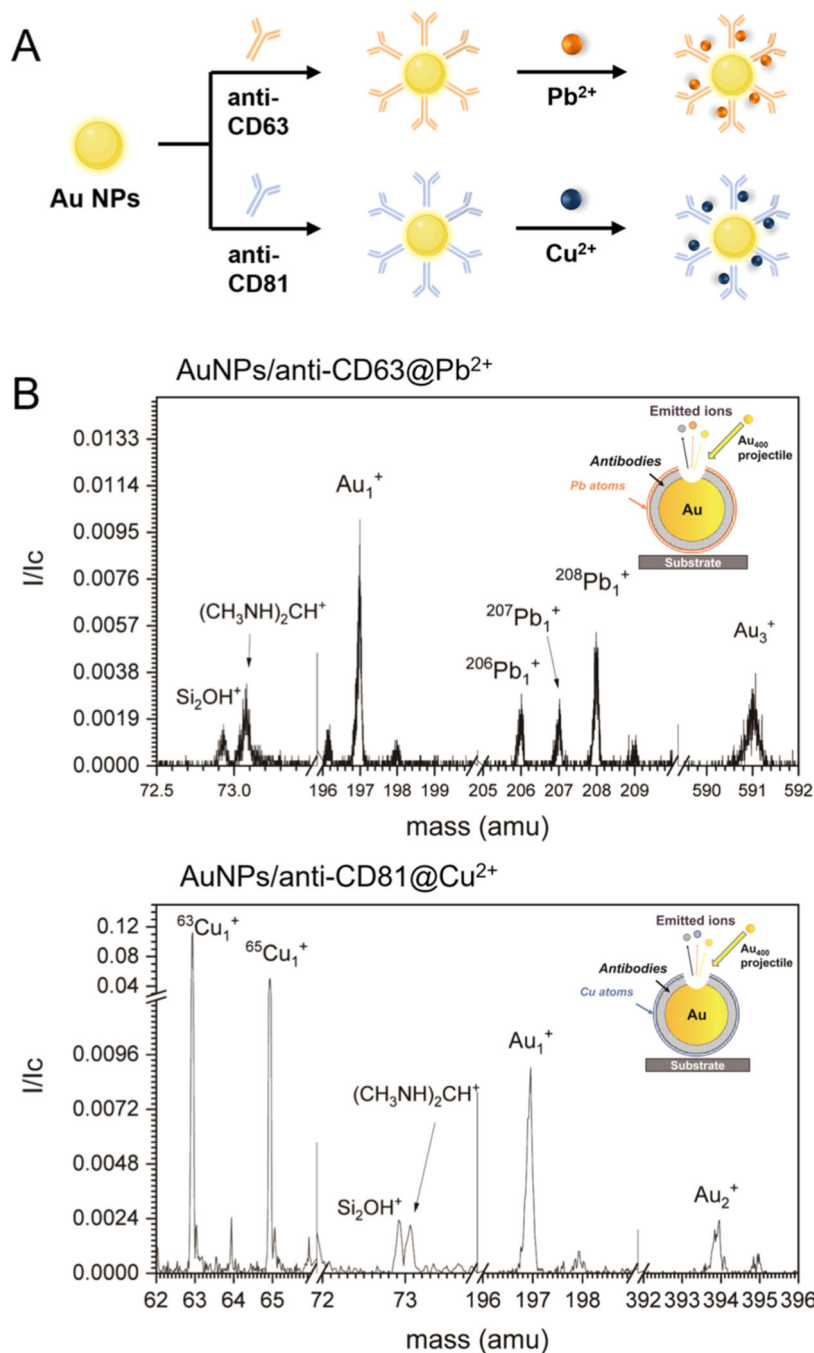 A
anti-
CD63
Pb²⁺
Au NPs
anti-
CD81
Cu²⁺
B
AuNPs/anti-CD63@Pb²⁺
I/Ic
0.0133
0.0114
0.0095
0.0076
0.0057
0.0038
0.0019
0.0000
Si₂OH⁺
(CH₃NH)₂CH⁺
Au₁⁺
²⁰⁶Pb₁⁺
²⁰⁷Pb₁⁺
²⁰⁸Pb₁⁺
Au₃⁺
Emitted ions
Au₄₀₀
projectile
Antibodies
Pb atoms
Au
Substrate
72.5 73.0 196 197 198 199 205 206 207 208 209 590 591 592
mass (amu)
AuNPs/anti-CD81@Cu²⁺
I/Ic
0.12
0.08
0.04
0.0096
0.0072
0.0048
0.0024
0.0000
⁶³Cu₁⁺
⁶⁵Cu₁⁺
Si₂OH⁺
(CH₃NH)₂CH⁺
Au₁⁺
Au₂⁺
Emitted ions
Au₄₀₀
projectile
Antibodies
Cu atoms
Au
Substrate
62 63 64 65 72 73 196 197 198 392 393 394 395 396
mass (amu)